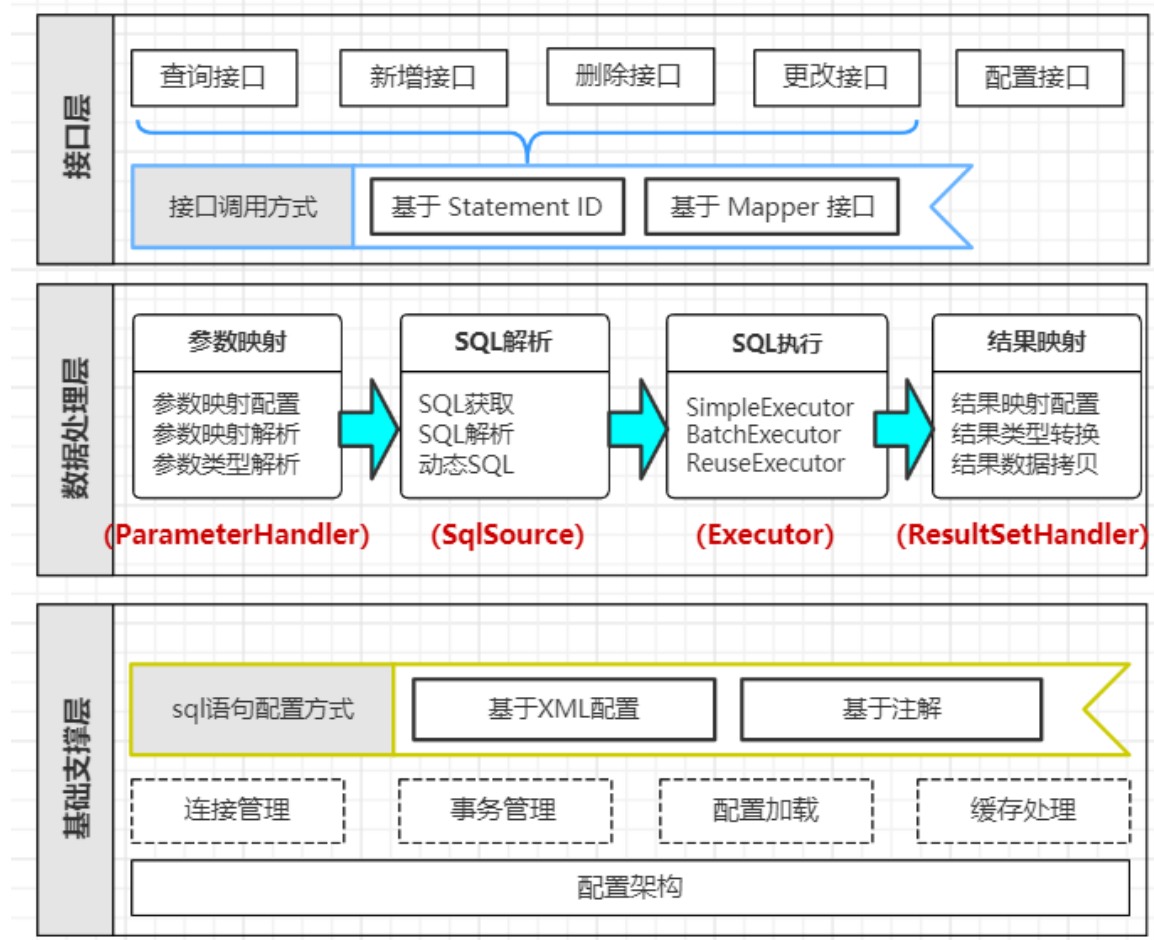 接口层
查询接口
新增接口
删除接口
更改接口
配置接口
接口调用方式
基于 Statement ID
基于 Mapper 接口
数据处理层
参数映射
参数映射配置
参数映射解析
参数类型解析
(ParameterHandler)
SQL解析
SQL获取
SQL解析
动态SQL
(SqlSource)
SQL执行
SimpleExecutor
BatchExecutor
ReuseExecutor
(Executor)
结果映射
结果映射配置
结果类型转换
结果数据拷贝
(ResultSetHandler)
基础支撑层
sql语句配置方式
基于XML配置
基于注解
连接管理
事务管理
配置加载
缓存处理
配置架构